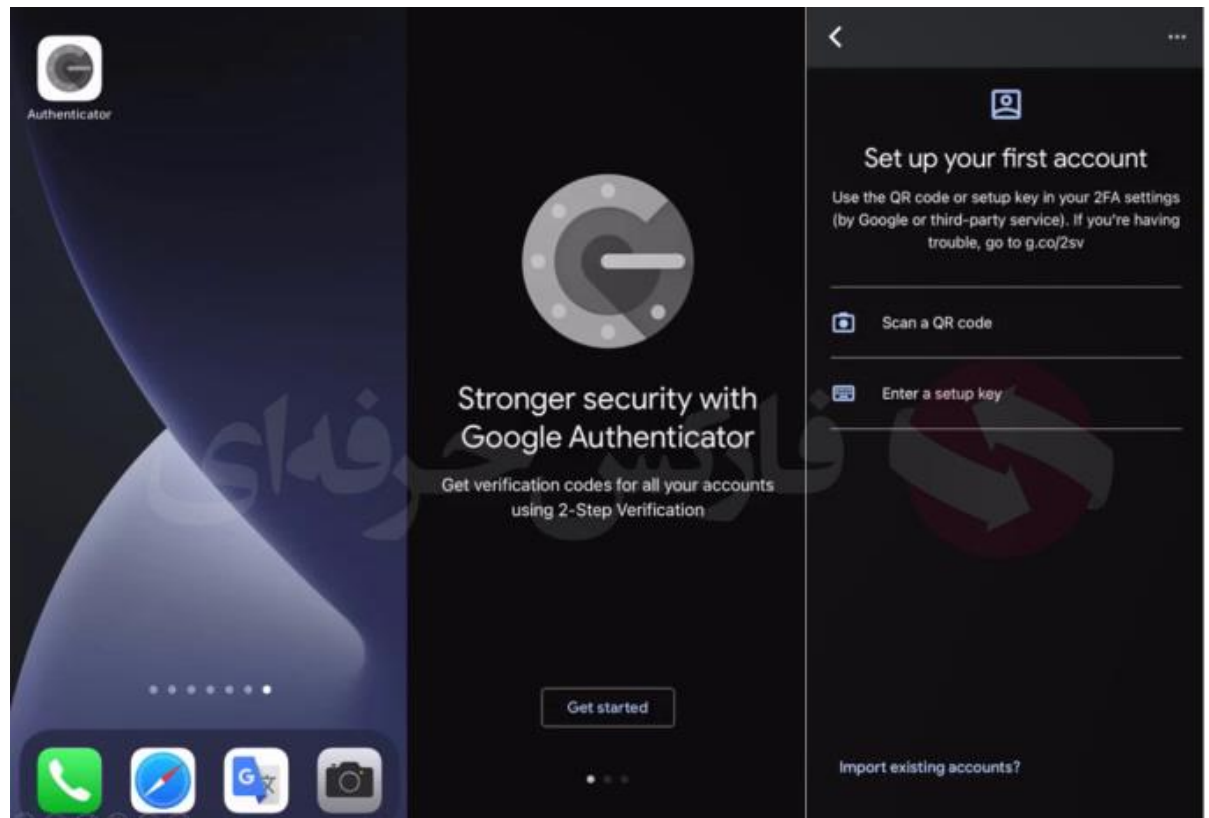 Authenticator
Stronger security with
Google Authenticator
Get verification codes for all your accounts
using 2-Step Verification
Get started
Set up your first account
Use the QR code or setup key in your 2FA settings
(by Google or third-party service). If you're having
trouble, go to g.co/2sv
Scan a QR code
Enter a setup key
Import existing accounts?
فارکس حرفه‌ای